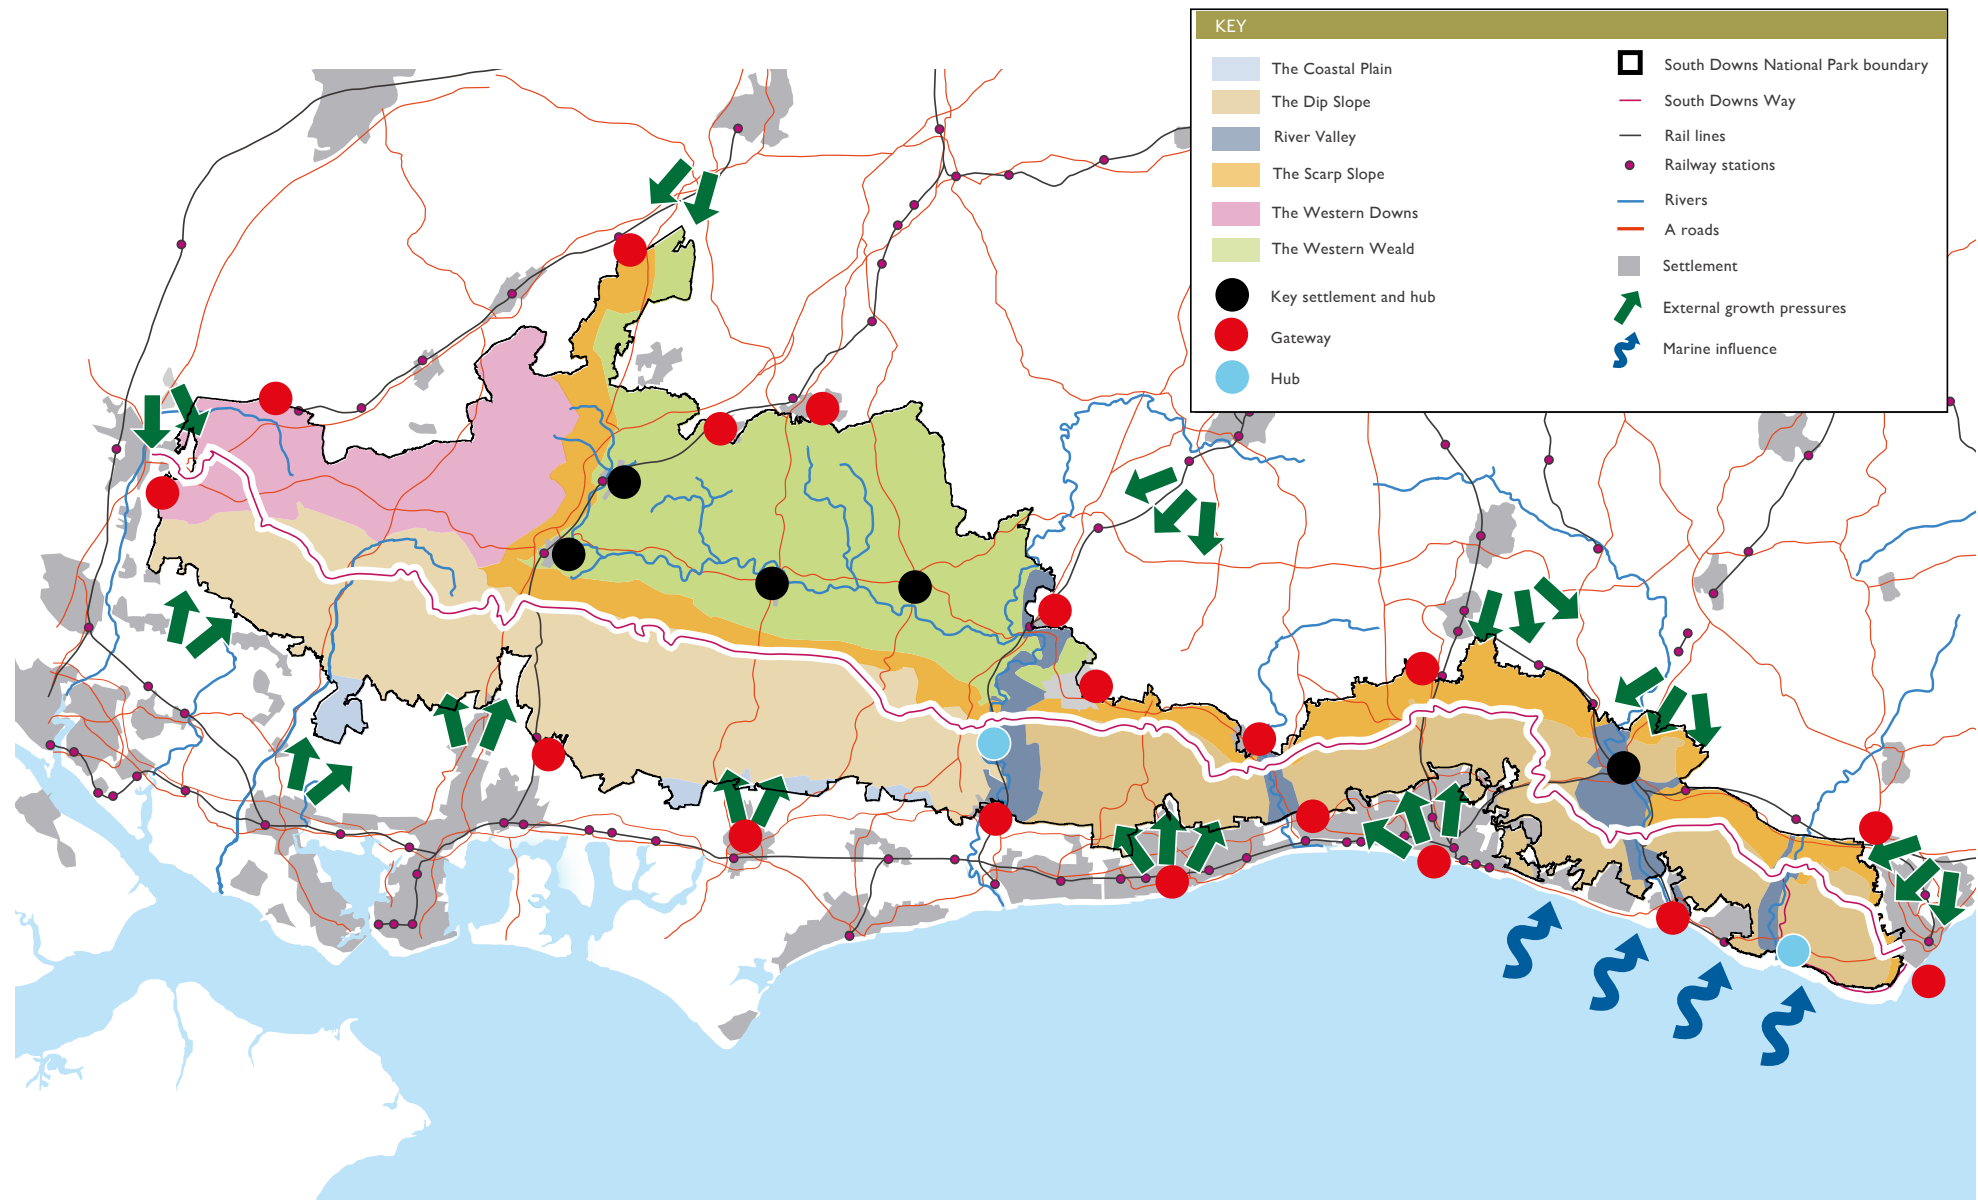 KEY
The Coastal Plain
The Dip Slope
River Valley
The Scarp Slope
The Western Downs
The Western Weald
Key settlement and hub
Gateway
Hub
South Downs National Park boundary
South Downs Way
Rail lines
Railway stations
Rivers
A roads
Settlement
External growth pressures
Marine influence